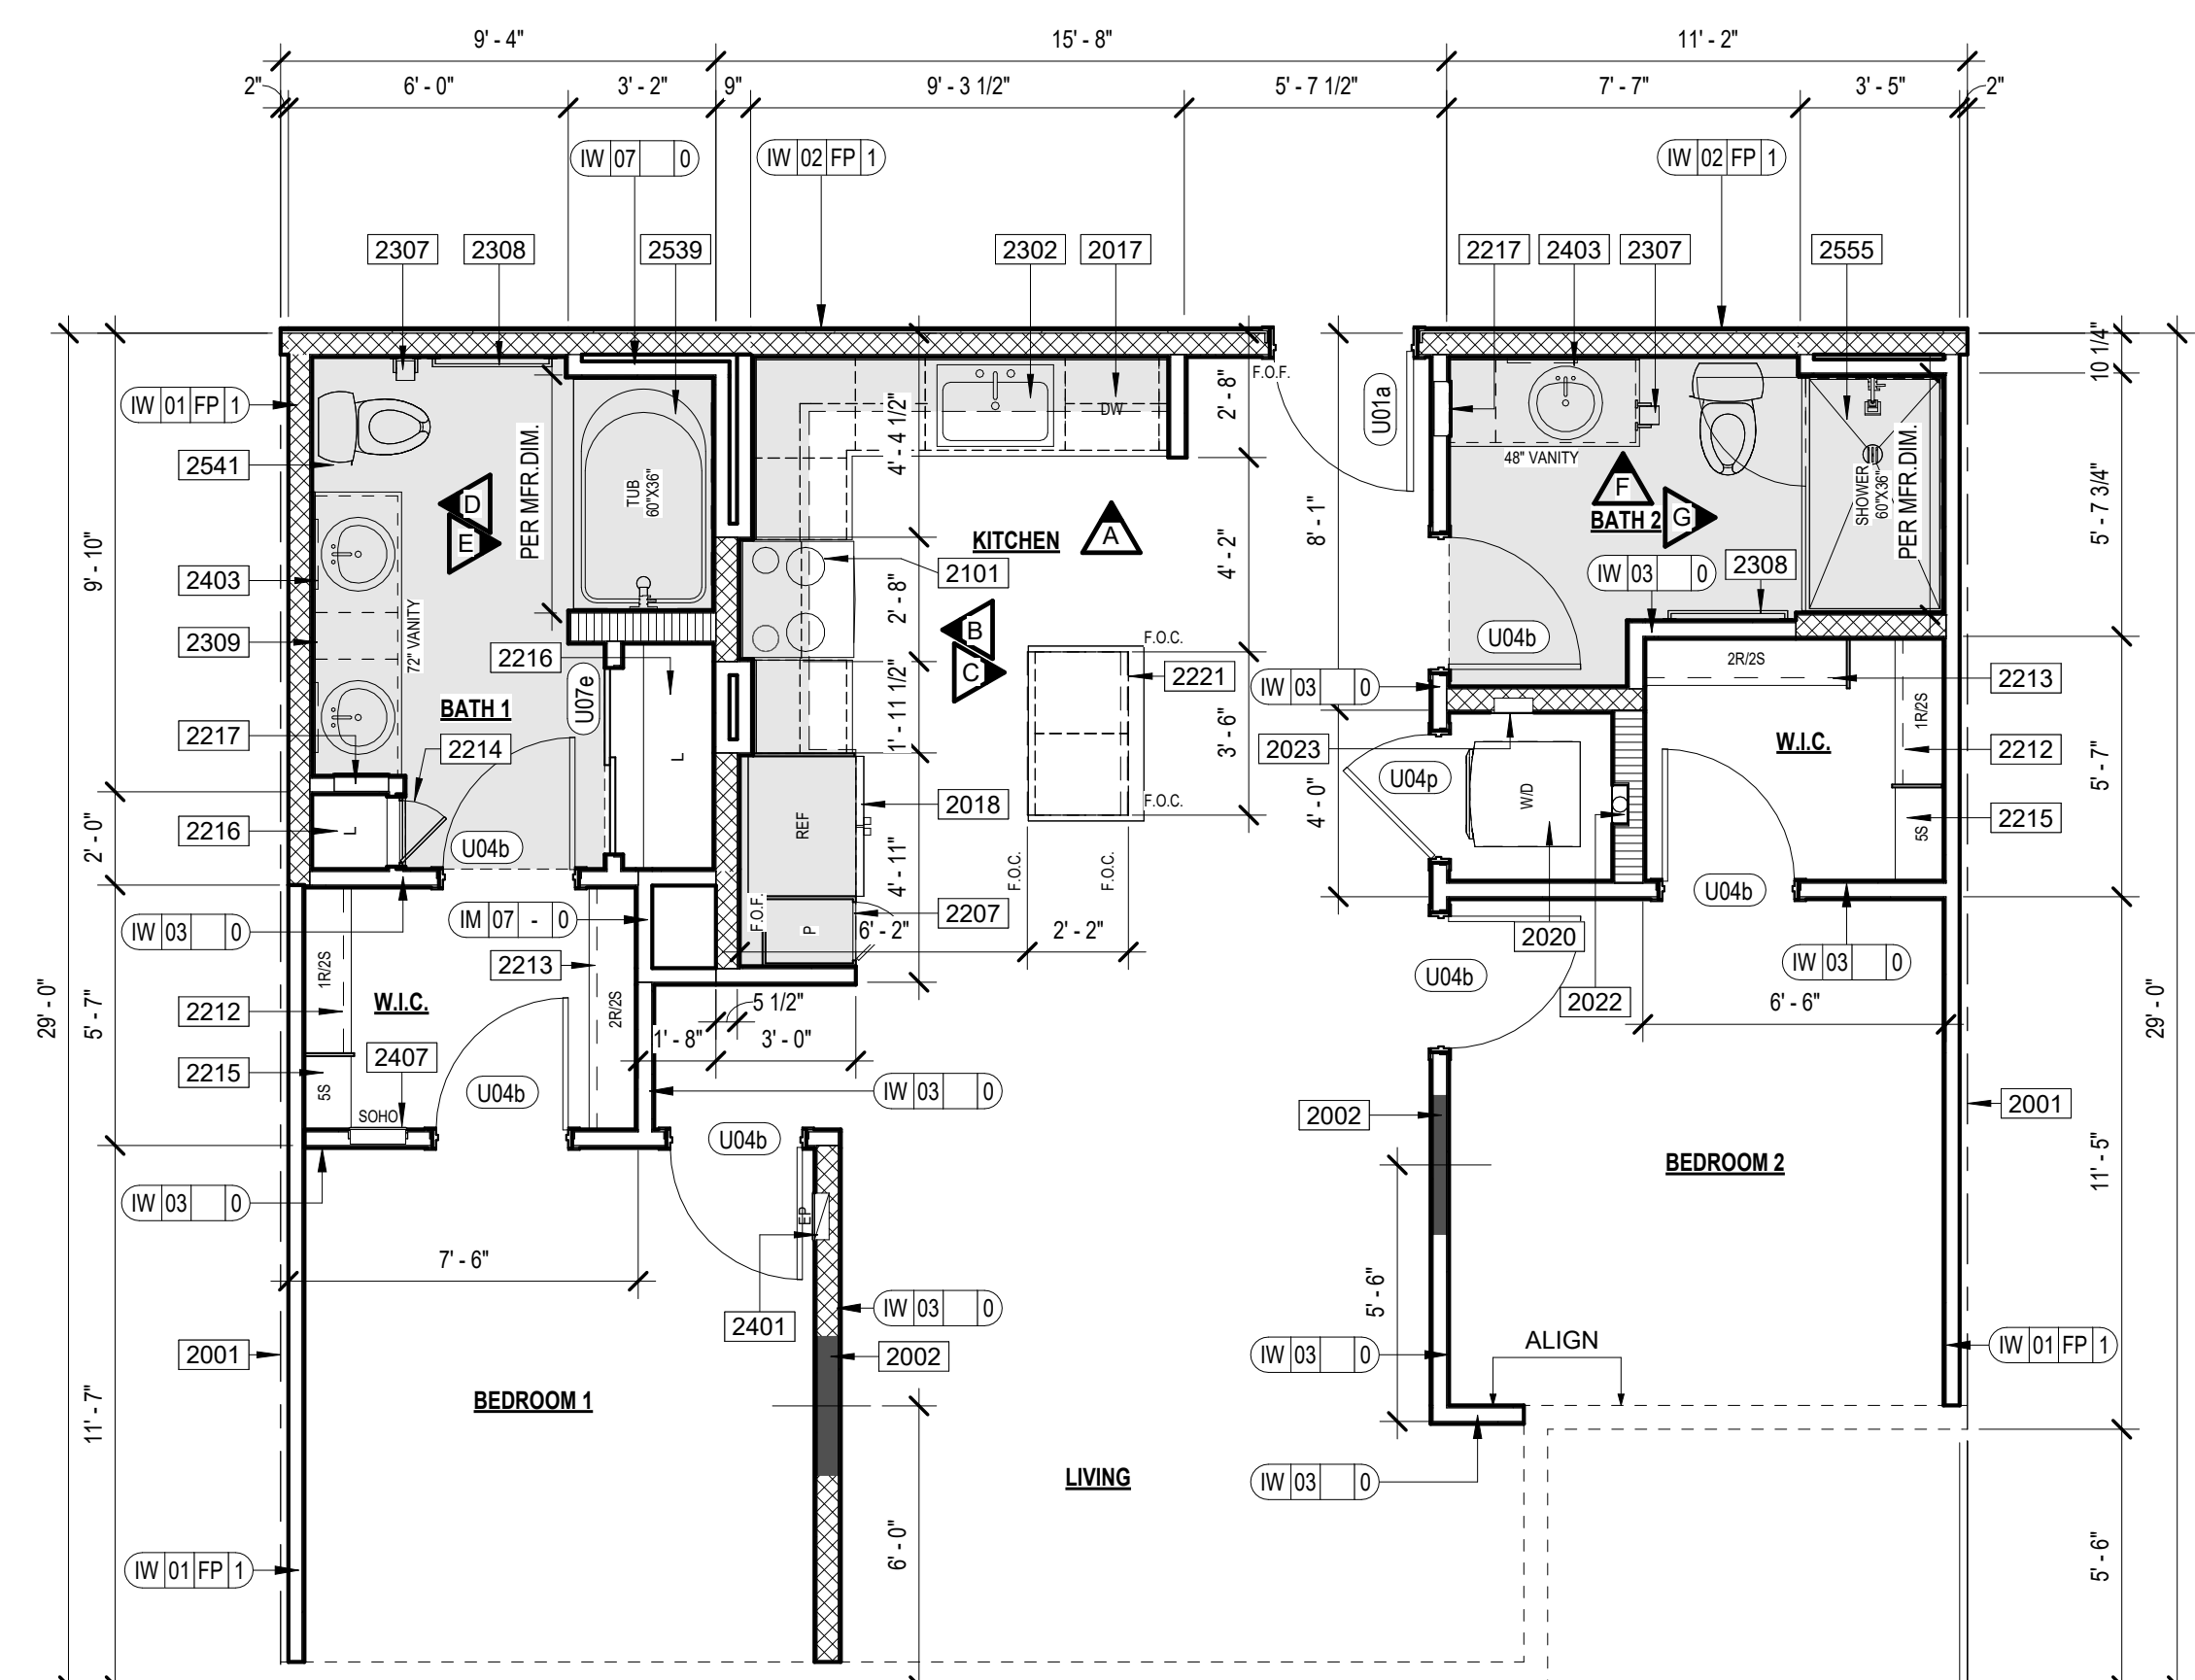 9' - 4"
15' - 8"
11' - 2"
2"
6' - 0"
3' - 2"
9"
9' - 3 1/2"
5' - 7 1/2"
7' - 7"
3' - 5"
2"
IW 07 0
IW 02 FP 1
IW 02 FP 1
2307
2308
2539
2302
2017
2217
2403
2307
2555
10 1/4"
F.O.F.
2' - 8"
U01a
IW 01 FP 1
4' - 4 1/2"
DW
2541
48" VANITY
TUB
60"X36"
PER MFR.DIM.
SHOWER
60"X36"
PER MFR.DIM.
D
E
F
G
BATH 2
KITCHEN
A
8' - 1"
5' - 7 3/4"
9' - 10"
2403
2101
4' - 2"
IW 03 0
2308
2' - 8"
2309
72" VANITY
B
F.O.C.
U04b
2216
C
2221
2R/2S
2213
IW 03 0
U07e
BATH 1
1' - 11 1/2"
1R/2S
2217
2214
L
3' - 6"
2023
W.I.C.
2212
5' - 7"
U04p
W/D
2018
F.O.C.
REF
4' - 0"
2216
L
2215
5S
2' - 0"
U04b
4' - 11"
F.O.C.
F.O.C.
U04b
IW 03 0
IM 07 - 0
F.O.F.
P
2207
6' - 2"
2' - 2"
2020
2213
IW 03 0
U04b
1R/2S
W.I.C.
2R/2S
2212
5 1/2"
2022
6' - 6"
29' - 0"
5' - 7"
29' - 0"
1' - 8"
3' - 0"
2407
2215
5S
SOHO
U04b
IW 03 0
2002
2001
U04b
BEDROOM 2
11' - 5"
IW 03 0
EP
7' - 6"
2401
IW 03 0
5' - 6"
2001
2002
IW 03 0
ALIGN
IW 01 FP 1
BEDROOM 1
11' - 7"
LIVING
IW 03 0
6' - 0"
5' - 6"
IW 01 FP 1